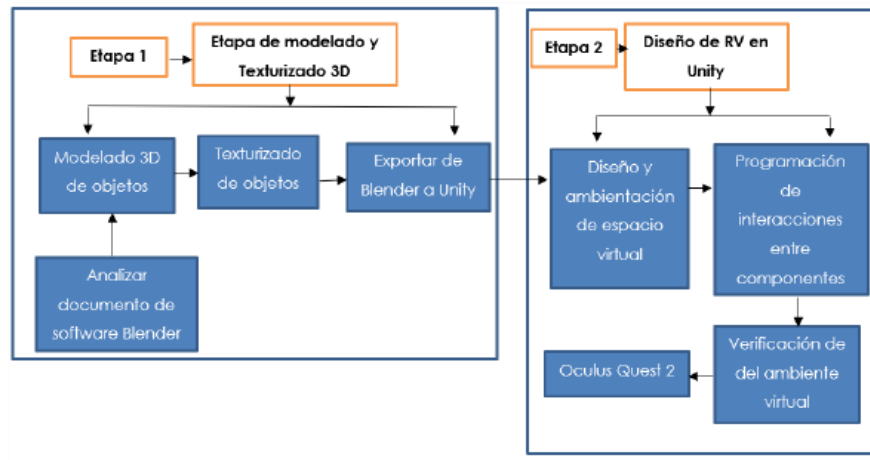 Etapa 1
Etapa de modelado y
Texturizado 3D
Modelado 3D
de objetos
Texturizado
de objetos
Exportar de
Blender a Unity
Analizar
documento de
software Blender
Etapa 2
Diseño de RV en
Unity
Diseño y
ambientación
de espacio
virtual
Programación
de
interacciones
entre
componentes
Verificación de
del ambiente
virtual
Oculus Quest 2